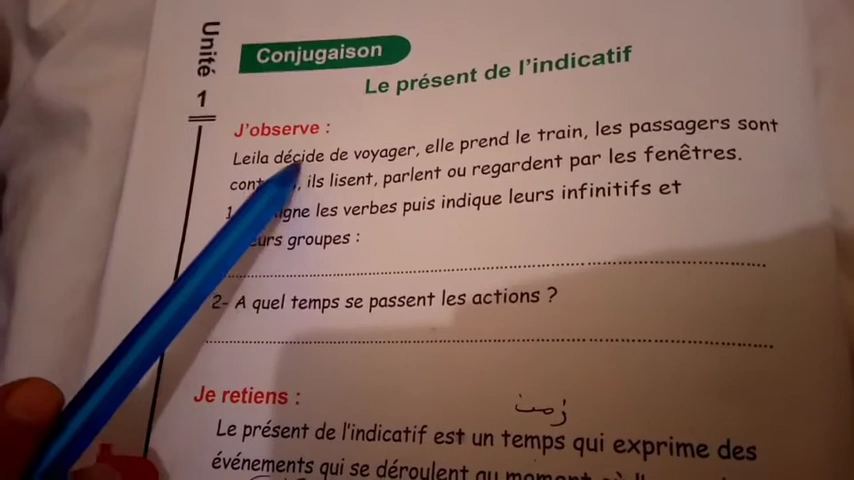 Unité
1
Conjugaison
Le présent de l'indicatif
J'observe :
Leila décide de voyager, elle prend le train, les passagers sont
ils lisent, parlent ou regardent par les fenêtres.
les verbes puis indique leurs infinitifs et
groupes :
2- A quel temps se passent les actions ?
Je retiens :
زمن
Le présent de l'indicatif est un temps qui exprime des
événements qui se déroulent au moment